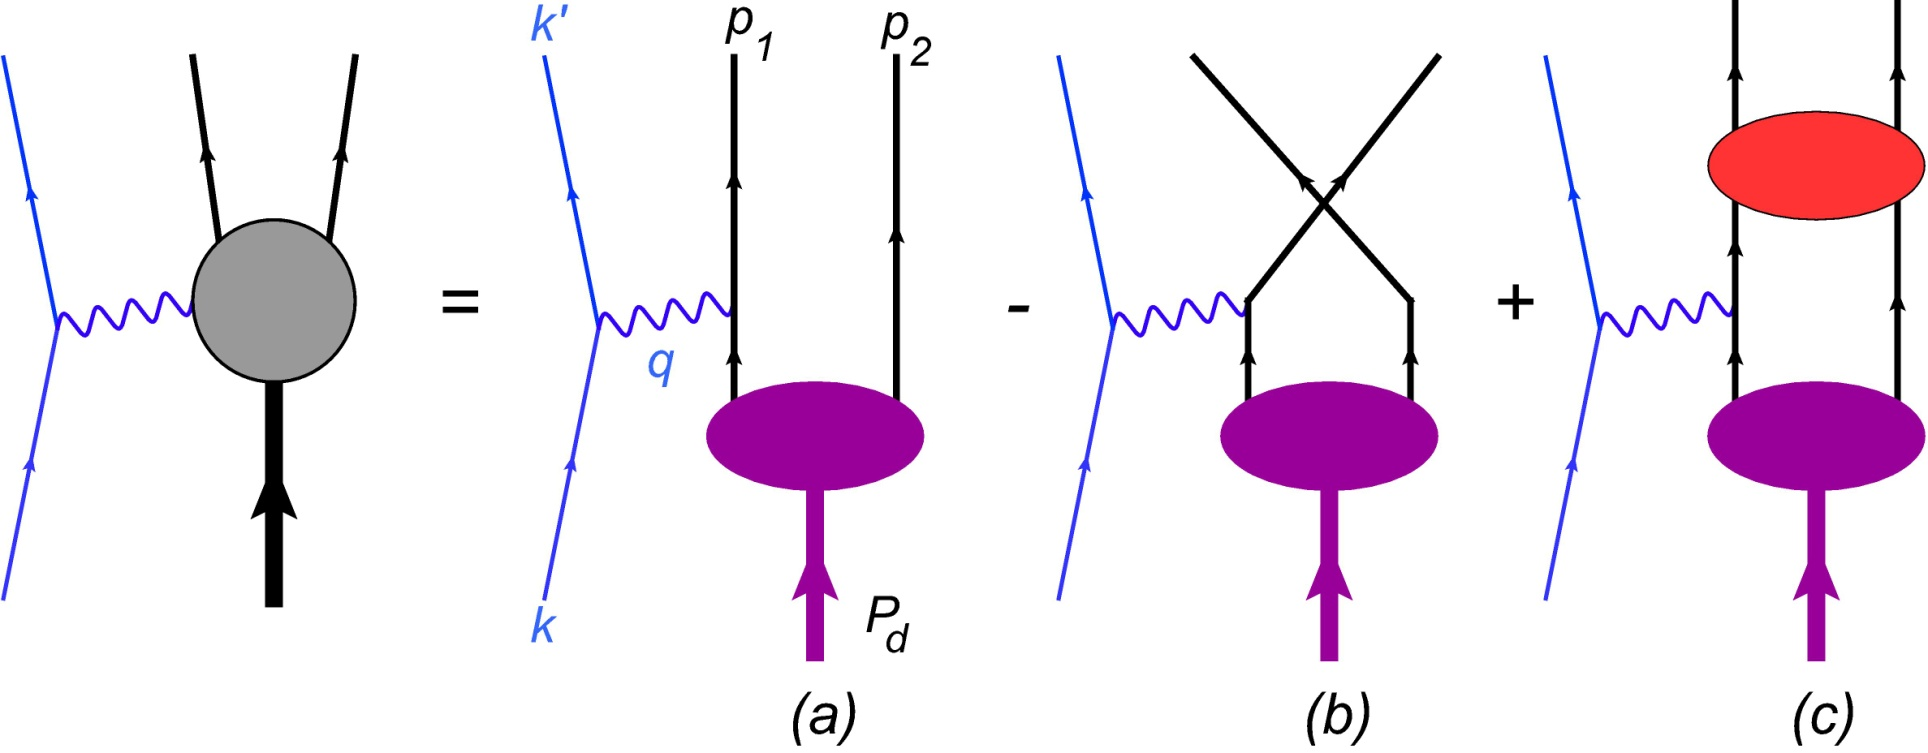 k' p1 p2
= - +
q
k Pd
(a) (b) (c)